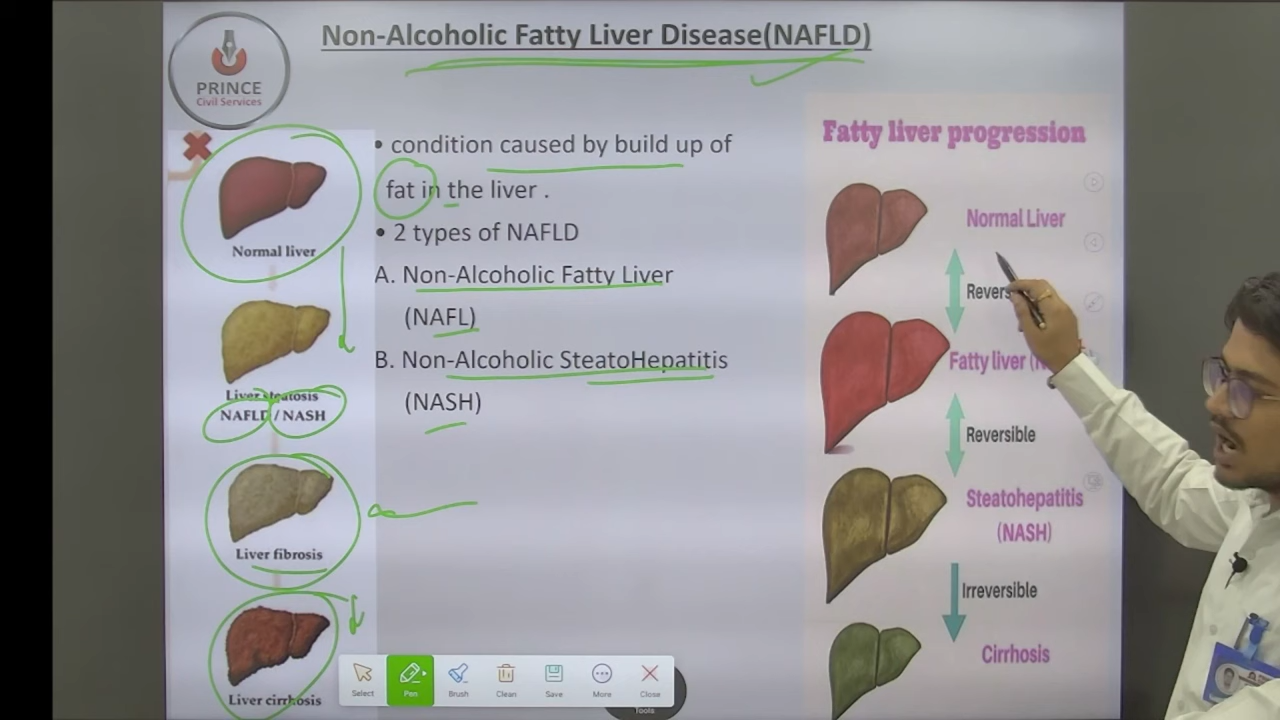 Non-Alcoholic Fatty Liver Disease(NAFLD)
PRINCE
Civil Services
Normal liver
Liver steatosis
NAFLD / NASH
Liver fibrosis
Liver cirrhosis
• condition caused by build up of
fat in the liver .
• 2 types of NAFLD
A. Non-Alcoholic Fatty Liver
(NAFL)
B. Non-Alcoholic SteatoHepatitis
(NASH)
Fatty liver progression
Normal Liver
Fatty liver
Reversible
Steatohepatitis
(NASH)
Irreversible
Cirrhosis
Select
Pen
Brush
Clean
Save
More
Close
Tools